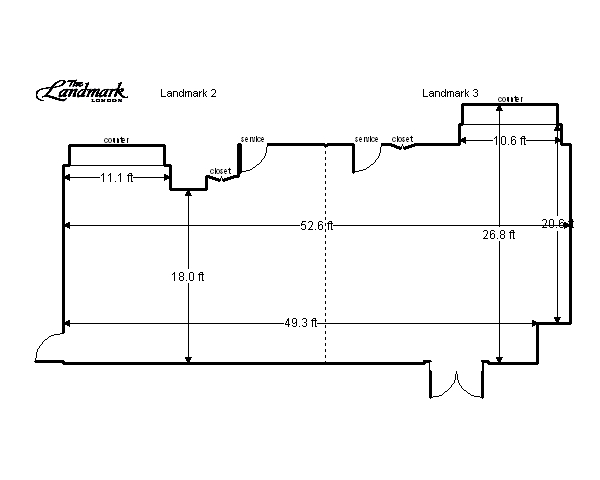 The
Landmark
LONDON
Landmark 2
Landmark 3
counter
counter
service
service
closet
closet
11.1 ft
10.6 ft
52.6 ft
20.6 ft
26.8 ft
18.0 ft
49.3 ft